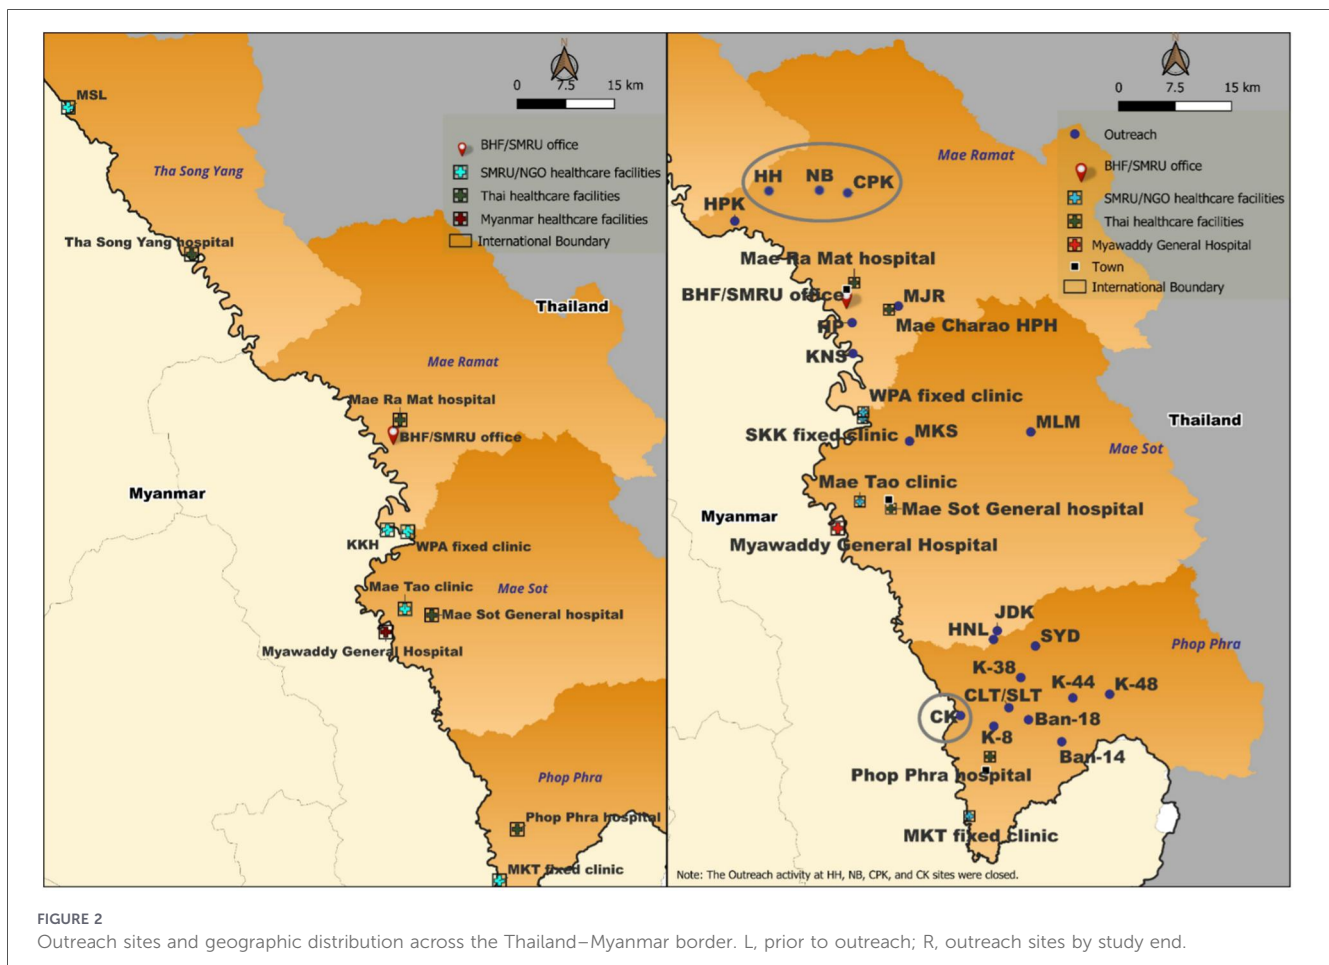 N
0 7.5 15 km
BHF/SMRU office
SMRU/NGO healthcare facilities
Thai healthcare facilities
Myanmar healthcare facilities
International Boundary
MSL
Tha Song Yang
Tha Song Yang hospital
Thailand
Mae Ramat
Mae Ra Mat hospital
BHF/SMRU office
Myanmar
KKH
WPA fixed clinic
Mae Tao clinic
Mae Sot
Mae Sot General hospital
Myawaddy General Hospital
Phop Phra
Phop Phra hospital
MKT fixed clinic
N
0 7.5 15 km
Outreach
BHF/SMRU office
SMRU/NGO healthcare facilities
Thai healthcare facilities
Myawaddy General Hospital
Town
International Boundary
Mae Ramat
HH
NB
CPK
HPK
Mae Ra Mat hospital
BHF/SMRU office
MJR
RP
Mae Charao HPH
KNS
WPA fixed clinic
SKK fixed clinic
MKS
MLM
Thailand
Mae Sot
Mae Tao clinic
Mae Sot General hospital
Myanmar
Myawaddy General Hospital
JDK
HNL
SYD
Phop Phra
K-38
K-44
K-48
CLT/SLT
CK
Ban-18
K-8
Ban-14
Phop Phra hospital
MKT fixed clinic
Note: The Outreach activity at HH, NB, CPK, and CK sites were closed.
FIGURE 2
Outreach sites and geographic distribution across the Thailand–Myanmar border. L, prior to outreach; R, outreach sites by study end.